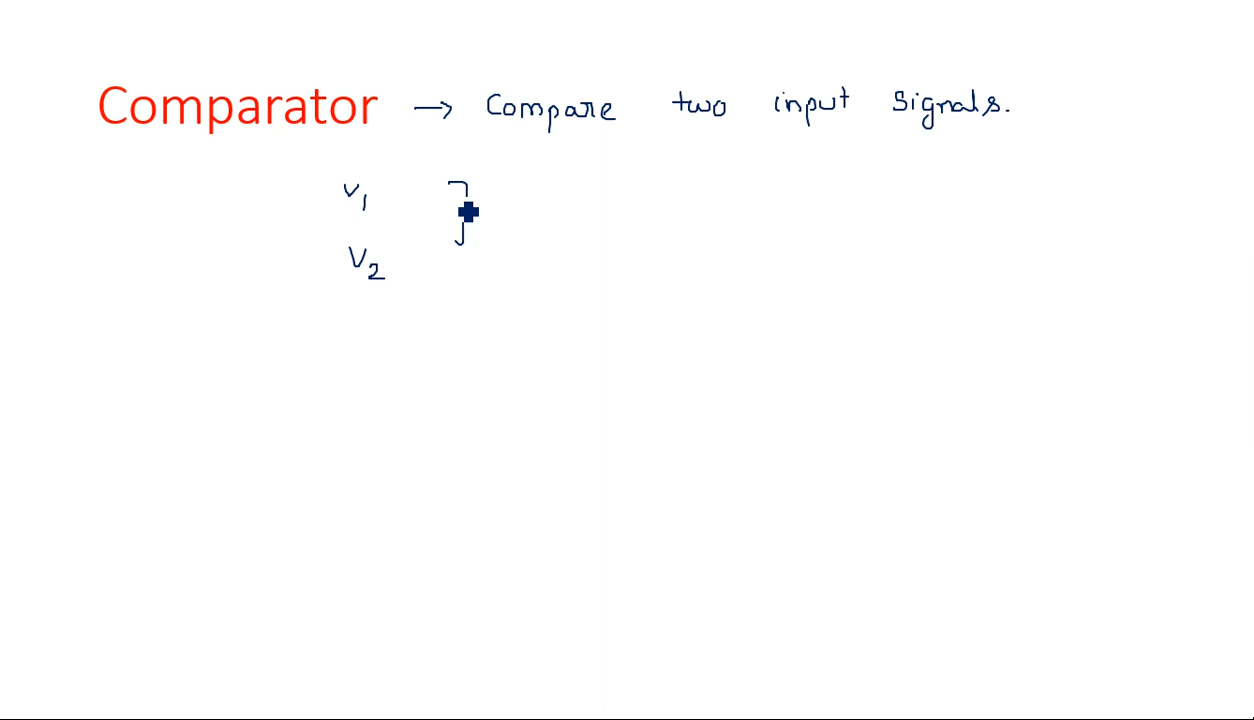 Comparator → Compare two input signals.
V1
V2